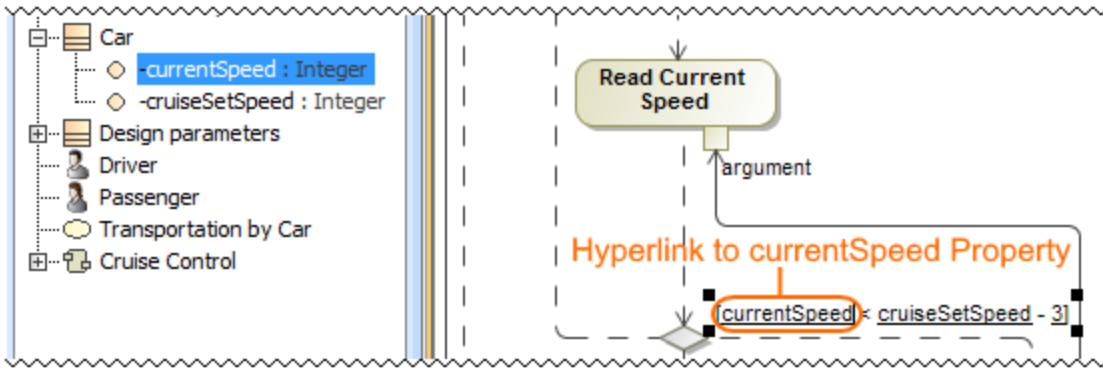 Car
-currentSpeed : Integer
-cruiseSetSpeed : Integer
Design parameters
Driver
Passenger
Transportation by Car
Cruise Control
Read Current
Speed
argument
Hyperlink to currentSpeed Property
[currentSpeed < cruiseSetSpeed - 3]